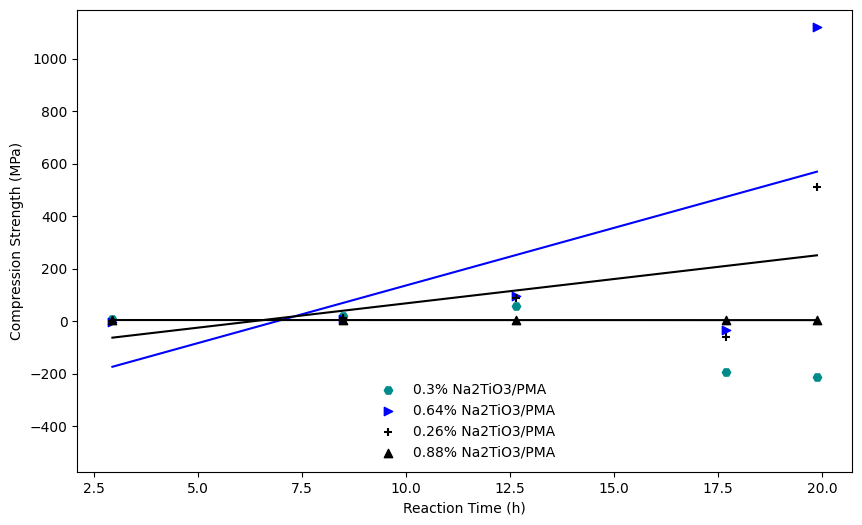 1000
800
600
400
200
0
−200
−400
Compression Strength (MPa)
0.3% Na2TiO3/PMA
0.64% Na2TiO3/PMA
0.26% Na2TiO3/PMA
0.88% Na2TiO3/PMA
2.5 5.0 7.5 10.0 12.5 15.0 17.5 20.0
Reaction Time (h)